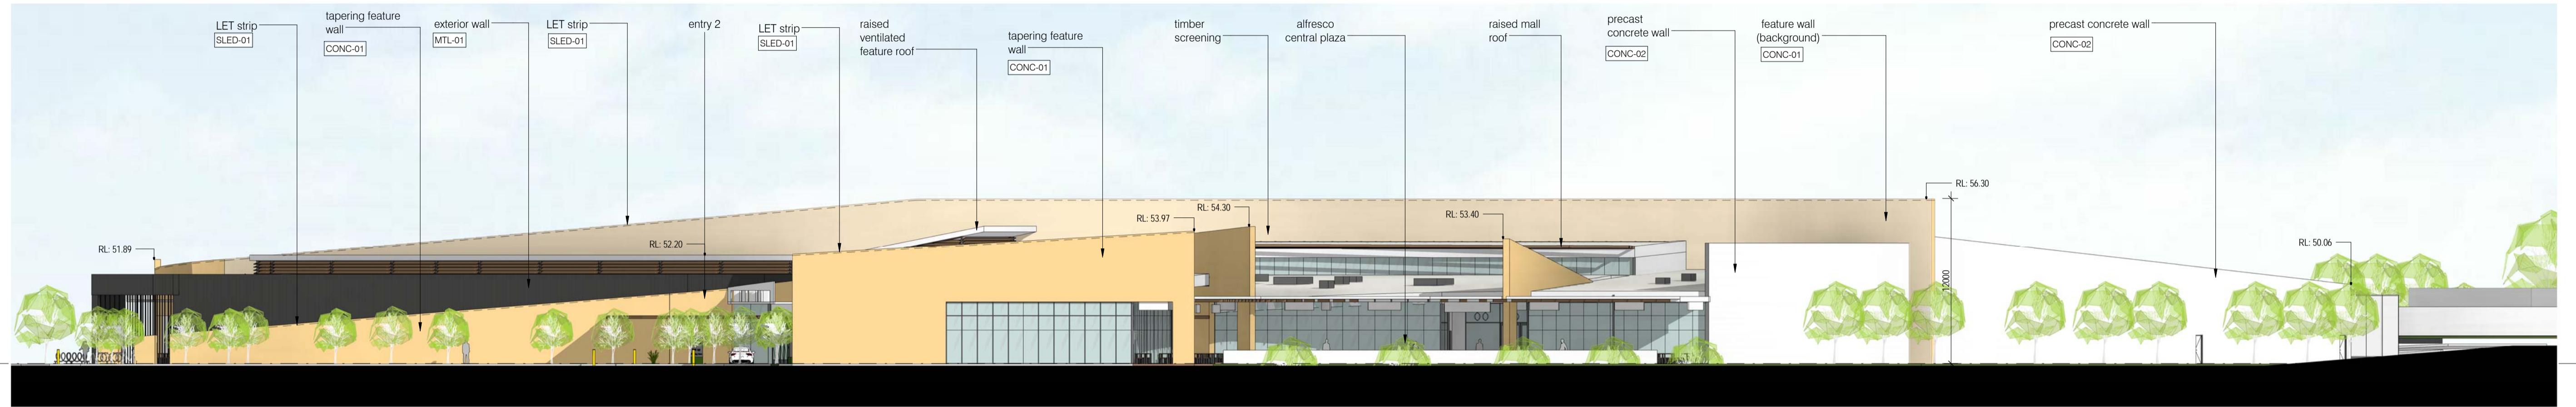 LET strip
SLED-01
tapering feature
wall
CONC-01
exterior wall
MTL-01
LET strip
SLED-01
entry 2
LET strip
SLED-01
raised
ventilated
feature roof
tapering feature
wall
CONC-01
timber
screening
alfresco
central plaza
raised mall
roof
precast
concrete wall
CONC-02
feature wall
(background)
CONC-01
precast concrete wall
CONC-02
RL: 51.89
RL: 52.20
RL: 53.97
RL: 54.30
RL: 53.40
RL: 56.30
12000
RL: 50.06